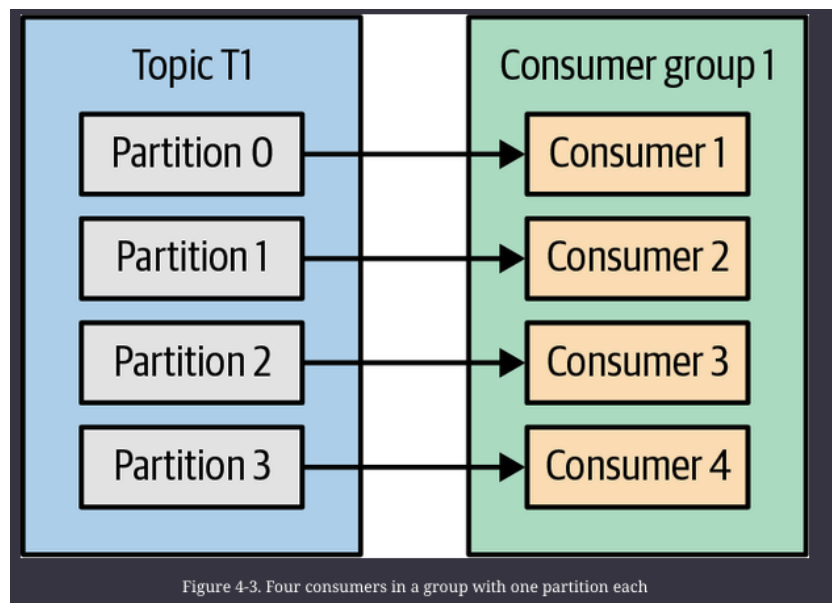 Topic T1
Partition 0
Partition 1
Partition 2
Partition 3
Consumer group 1
Consumer 1
Consumer 2
Consumer 3
Consumer 4
Figure 4-3. Four consumers in a group with one partition each